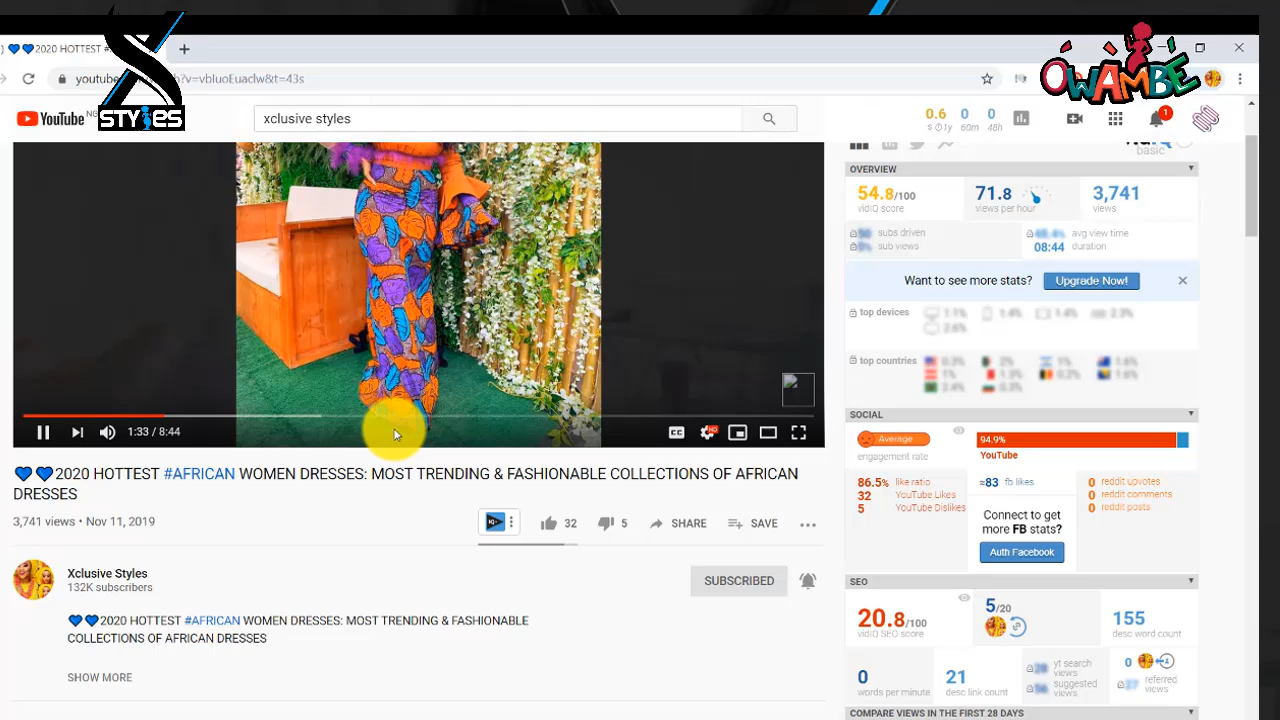 2020 HOTTEST
STYLES
OWAMBE
youtube
?v=vbIuoEuacIw&t=43s
YouTube
xclusive styles
0.6 0 0
$ 1y 60m 48h
1
basic
OVERVIEW
54.8/100
vidIQ score
71.8
views per hour
3,741
views
subs driven
sub views
avg view time
08:44 duration
Want to see more stats? Upgrade Now!
top devices
top countries
SOCIAL
Average
engagement rate
94.9%
YouTube
86.5% like ratio
32 YouTube Likes
5 YouTube Dislikes
≈83 fb likes
Connect to get
more FB stats?
Auth Facebook
0 reddit upvotes
0 reddit comments
0 reddit posts
SEO
20.8/100
vidIQ SEO score
5/20
155
desc word count
0
words per minute
21
desc link count
yt search
views
suggested
views
0
referred
views
COMPARE VIEWS IN THE FIRST 28 DAYS
1:33 / 8:44
CC
HD
💙💙2020 HOTTEST #AFRICAN WOMEN DRESSES: MOST TRENDING & FASHIONABLE COLLECTIONS OF AFRICAN
DRESSES
3,741 views • Nov 11, 2019
32 5 SHARE SAVE
Xclusive Styles
132K subscribers
SUBSCRIBED
💙💙2020 HOTTEST #AFRICAN WOMEN DRESSES: MOST TRENDING & FASHIONABLE
COLLECTIONS OF AFRICAN DRESSES
SHOW MORE